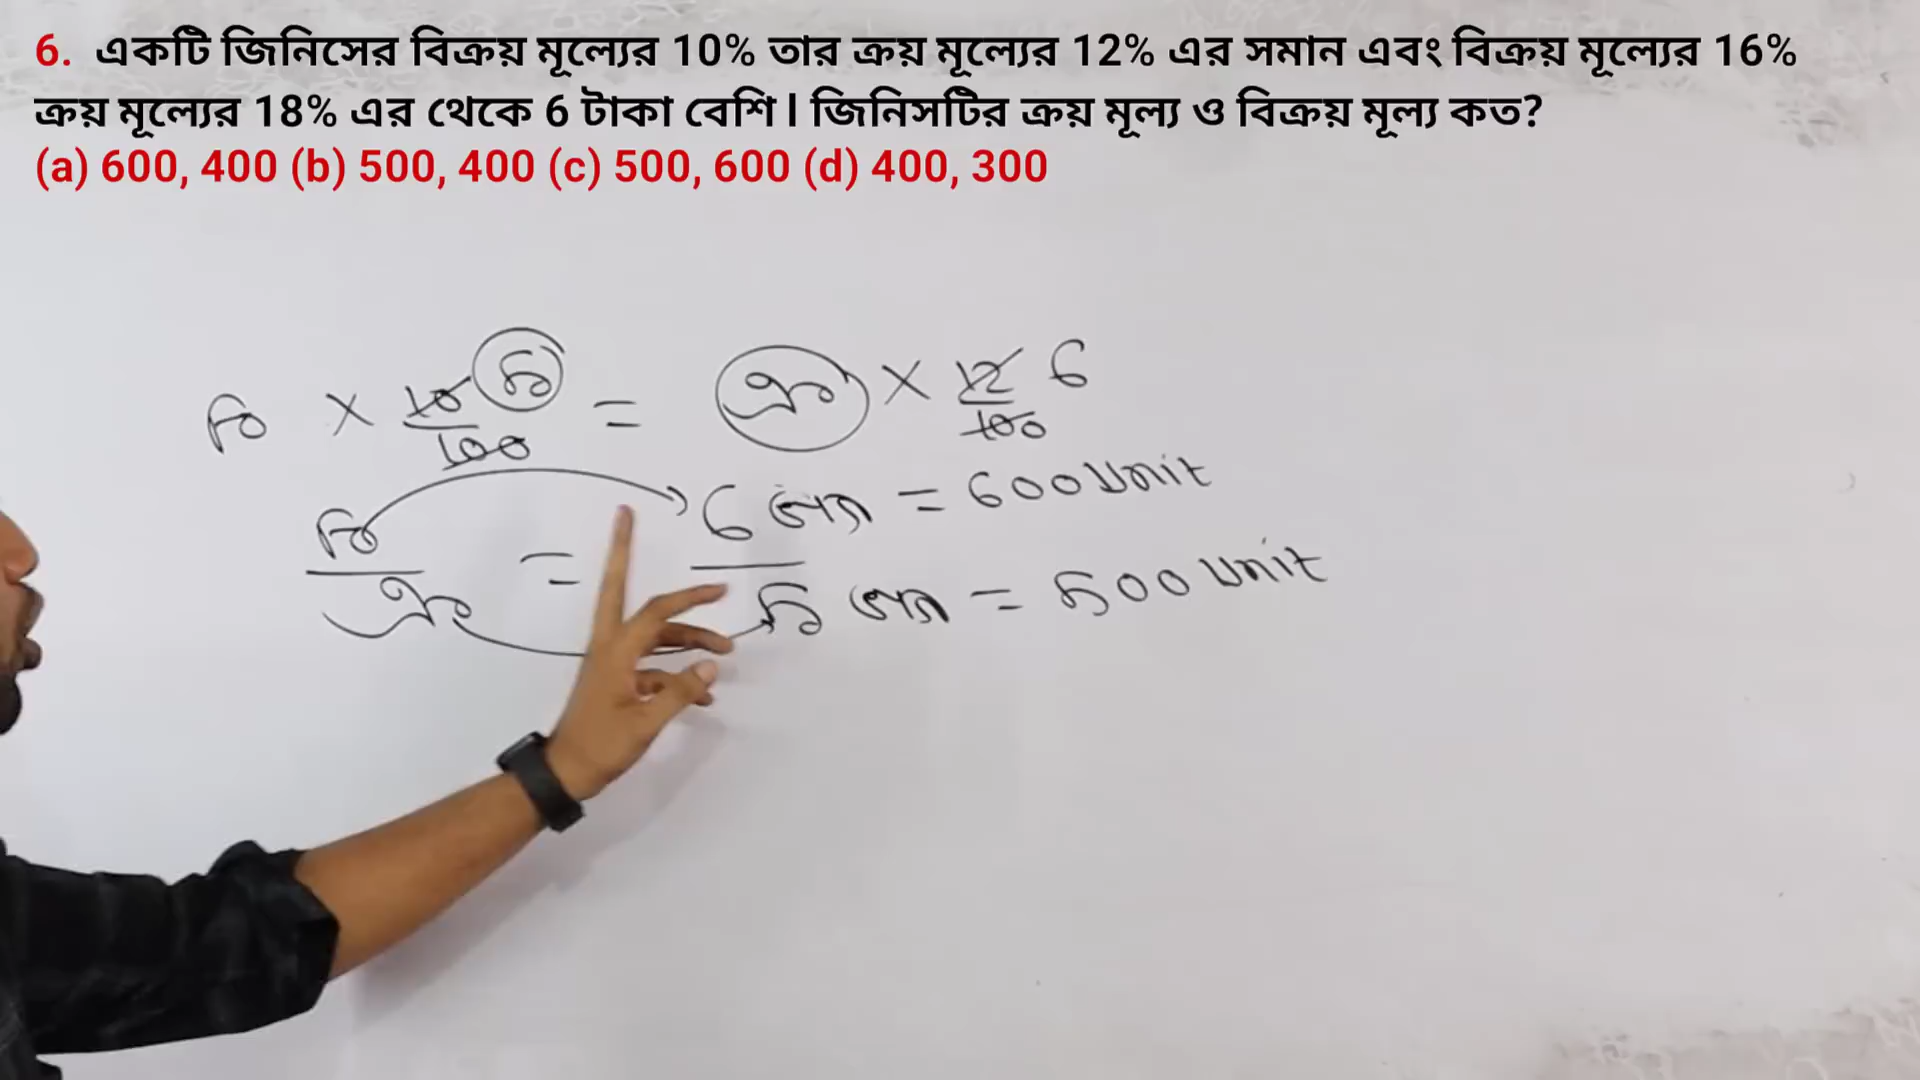 6. একটি জিনিসের বিক্রয় মূল্যের 10% তার ক্রয় মূল্যের 12% এর সমান এবং বিক্রয় মূল্যের 16%
ক্রয় মূল্যের 18% এর থেকে 6 টাকা বেশি। জিনিসটির ক্রয় মূল্য ও বিক্রয় মূল্য কত?
(a) 600, 400 (b) 500, 400 (c) 500, 600 (d) 400, 300
বি × 10/100 5 = ক্র × 12/100 6
বি/ক্র = 6 = 600 Unit
5 = 500 Unit